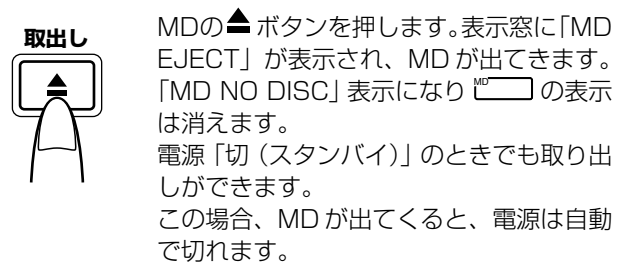 取出し
MDの⏏ボタンを押します。表示窓に「MD
EJECT」が表示され、MDが出てきます。
「MD NO DISC」表示になり MD の表示
は消えます。
電源「切（スタンバイ）」のときでも取り出
しができます。
この場合、MDが出てくると、電源は自動
で切れます。